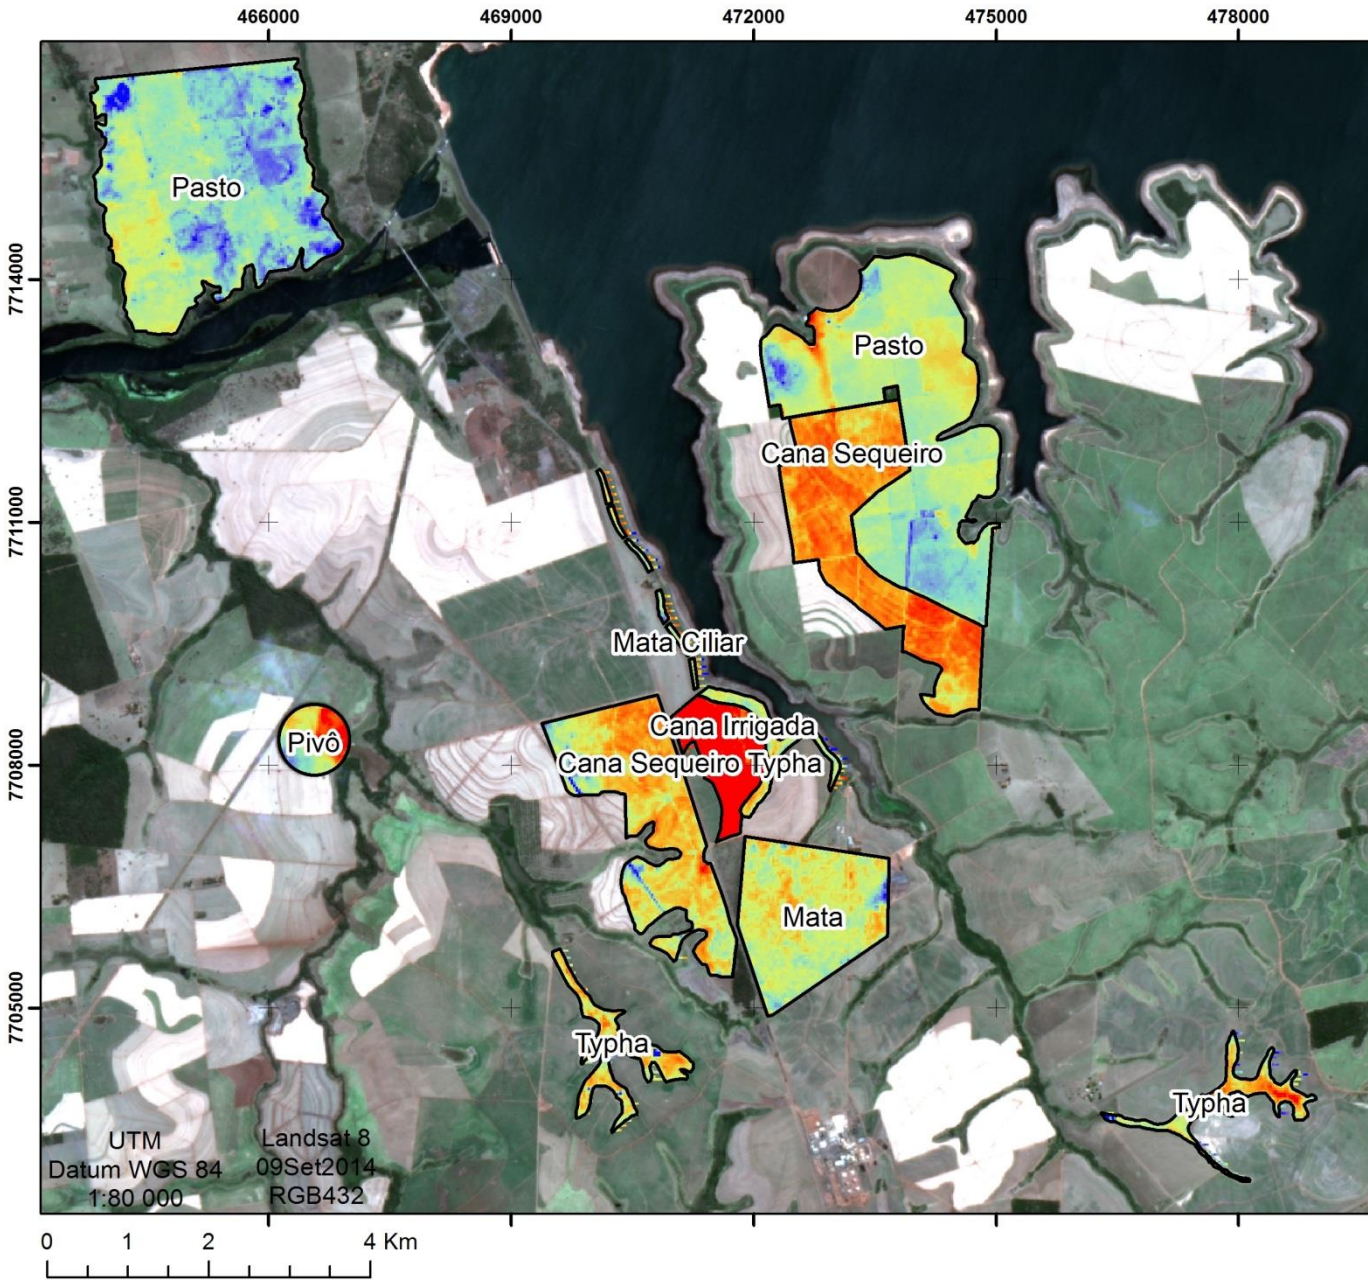 466000 469000 472000 475000 478000
7714000
7711000
7708000
7705000
Pasto
Pasto
Cana Sequeiro
Mata Ciliar
Cana Irrigada
Pivô
Cana Sequeiro Typha
Mata
Typha
Typha
UTM
Datum WGS 84
1:80 000
Landsat 8
09Set2014
RGB432
0 1 2 4 Km